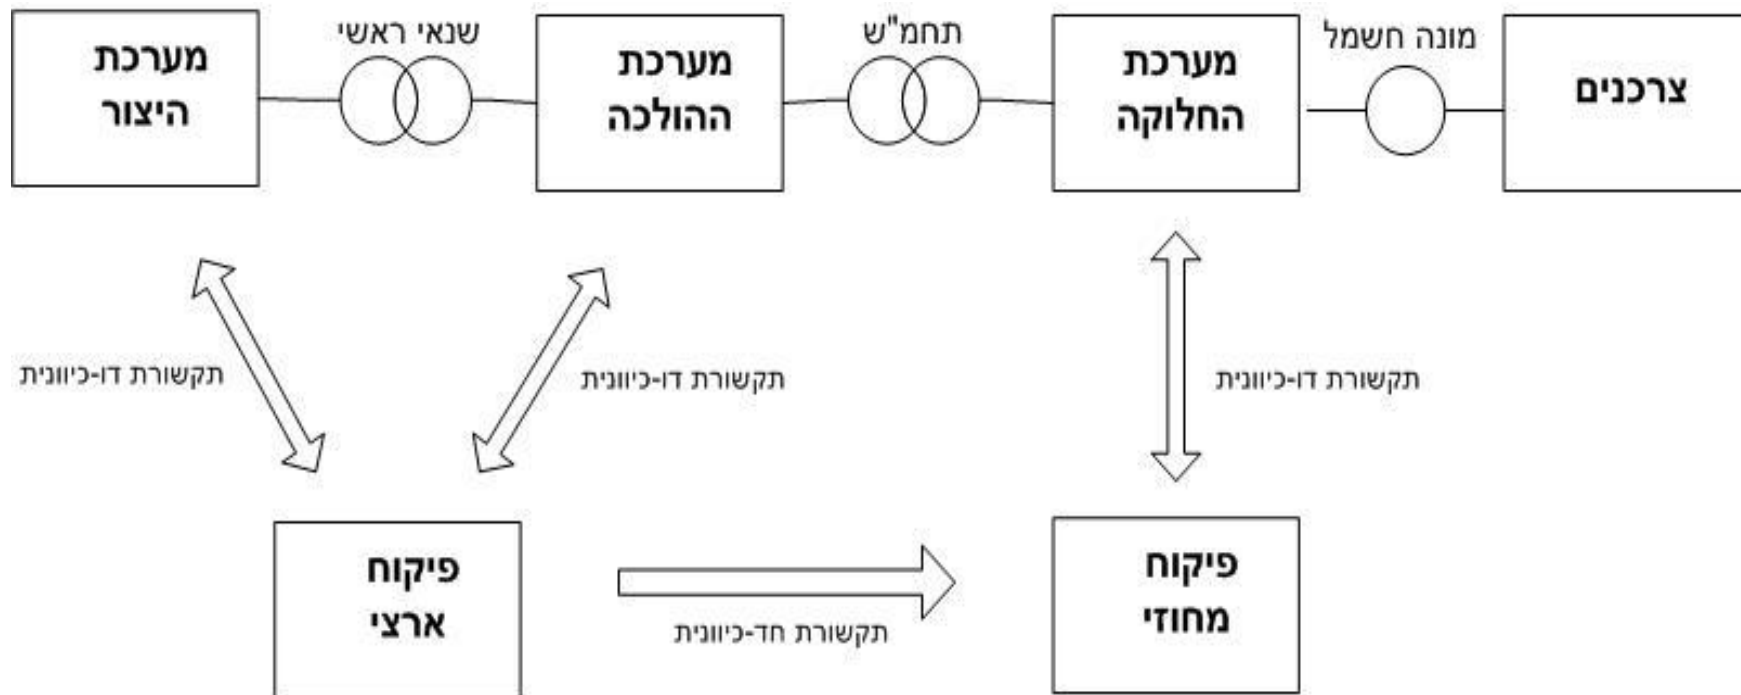 מערכת
היצור
שנאי ראשי
מערכת
ההולכה
תחמ"ש
מערכת
החלוקה
מונה חשמל
צרכנים
תקשורת דו-כיוונית
תקשורת דו-כיוונית
תקשורת דו-כיוונית
פיקוח
ארצי
תקשורת חד-כיוונית
פיקוח
מחוזי